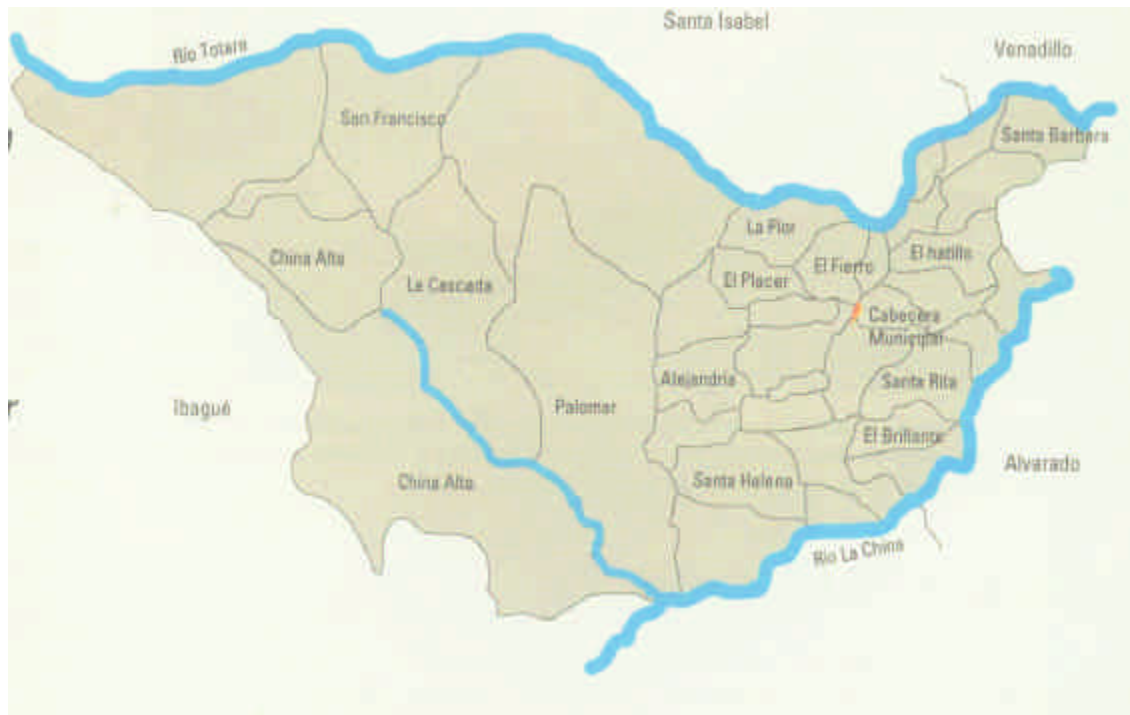 Santa Isabel
Venadillo
Rio Totare
San Francisco
Santa Barbara
La Flor
China Alta
El Fierro
El hatillo
El Placer
La Cascada
Cabecera
Municipal
Alejandria
Santa Rita
Palomar
Ibagué
El Brillante
Alvarado
China Alta
Santa Helena
Rio La China